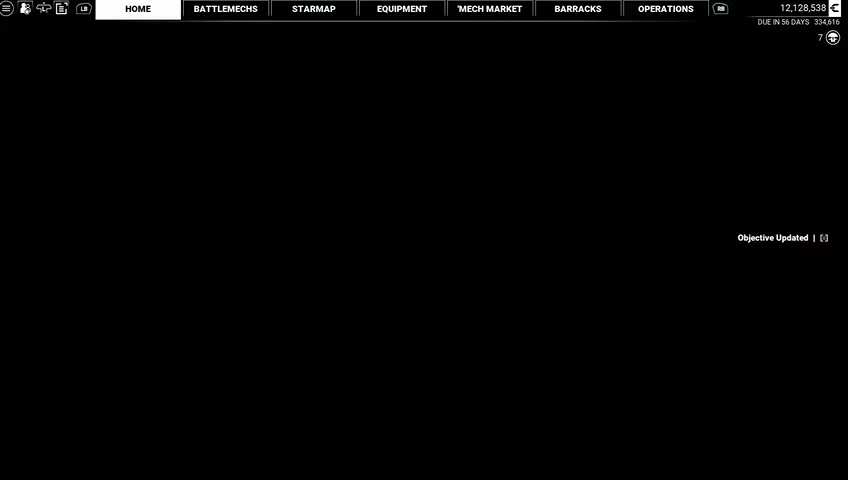 LB HOME BATTLEMECHS STARMAP EQUIPMENT 'MECH MARKET BARRACKS OPERATIONS RB 12,128,538
DUE IN 56 DAYS 334,616
7
Objective Updated |